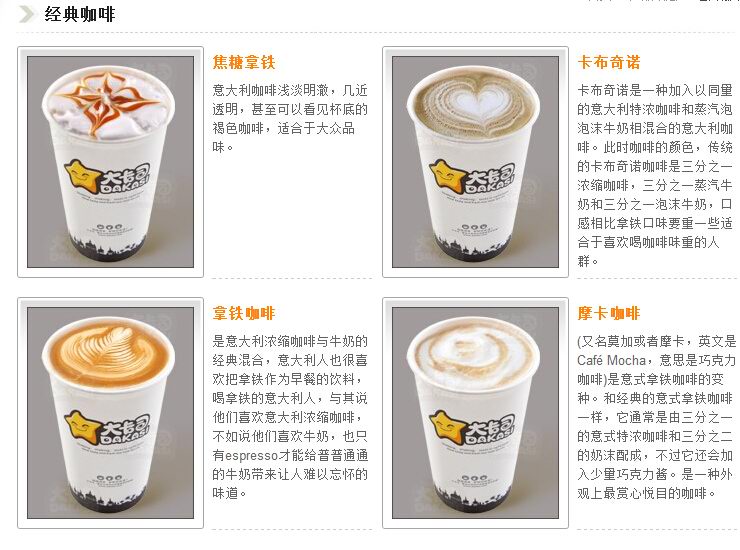 经典咖啡
焦糖拿铁
意大利咖啡浅淡明澈，几近
透明，甚至可以看见杯底的
褐色咖啡，适合于大众品
味。
大卡司
DAKASI
卡布奇诺
卡布奇诺是一种加入以同量
的意大利特浓咖啡和蒸汽泡
泡沫牛奶相混合的意大利咖
啡。此时咖啡的颜色，传统
的卡布奇诺咖啡是三分之一
浓缩咖啡，三分之一蒸汽牛
奶和三分之一泡沫牛奶，口
感相比拿铁口味要重一些适
合于喜欢喝咖啡味重的人
群。
大卡司
DAKASI
拿铁咖啡
是意大利浓缩咖啡与牛奶的
经典混合，意大利人也很喜
欢把拿铁作为早餐的饮料，
喝拿铁的意大利人，与其说
他们喜欢意大利浓缩咖啡，
不如说他们喜欢牛奶，也只
有espresso才能给普普通通
的牛奶带来让人难以忘怀的
味道。
大卡司
DAKASI
摩卡咖啡
(又名莫加或者摩卡，英文是
Café Mocha，意思是巧克力
咖啡)是意式拿铁咖啡的变
种。和经典的意式拿铁咖啡
一样，它通常是由三分之一
的意式特浓咖啡和三分之二
的奶沫配成，不过它还会加
入少量巧克力酱。是一种外
观上最赏心悦目的咖啡。
大卡司
DAKASI